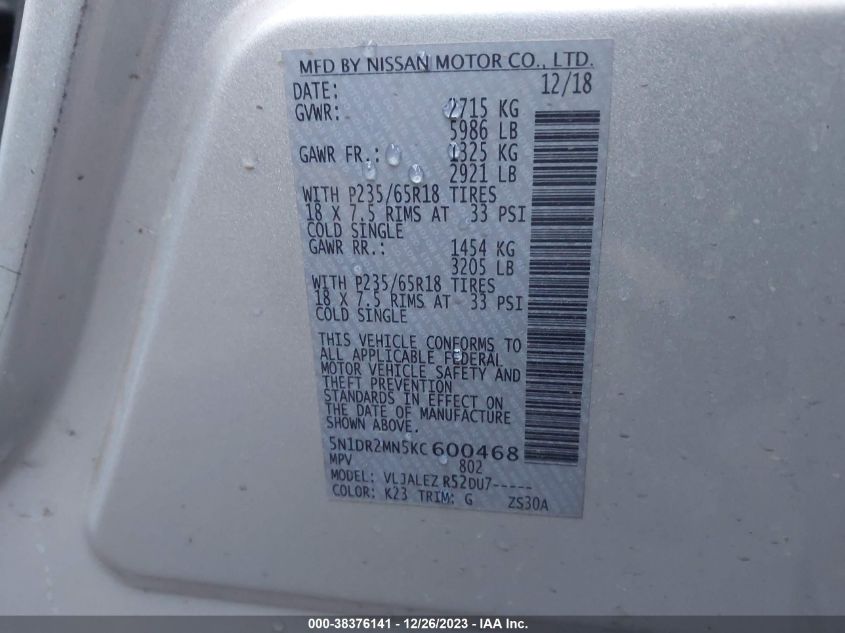 MFD BY NISSAN MOTOR CO., LTD.
DATE: 12/18
GVWR: 2715 KG
5986 LB
GAWR FR.: 1325 KG
2921 LB
WITH P235/65R18 TIRES
18 X 7.5 RIMS AT 33 PSI
COLD SINGLE
GAWR RR.: 1454 KG
3205 LB
WITH P235/65R18 TIRES
18 X 7.5 RIMS AT 33 PSI
COLD SINGLE
THIS VEHICLE CONFORMS TO
ALL APPLICABLE FEDERAL
MOTOR VEHICLE SAFETY AND
THEFT PREVENTION
STANDARDS IN EFFECT ON
THE DATE OF MANUFACTURE
SHOWN ABOVE.
5N1DR2MN5KC600468
MPV 802
MODEL: VLJALEZ R52DU7-----
COLOR: K23 TRIM: G ZS30A
000-38376141 - 12/26/2023 - IAA Inc.